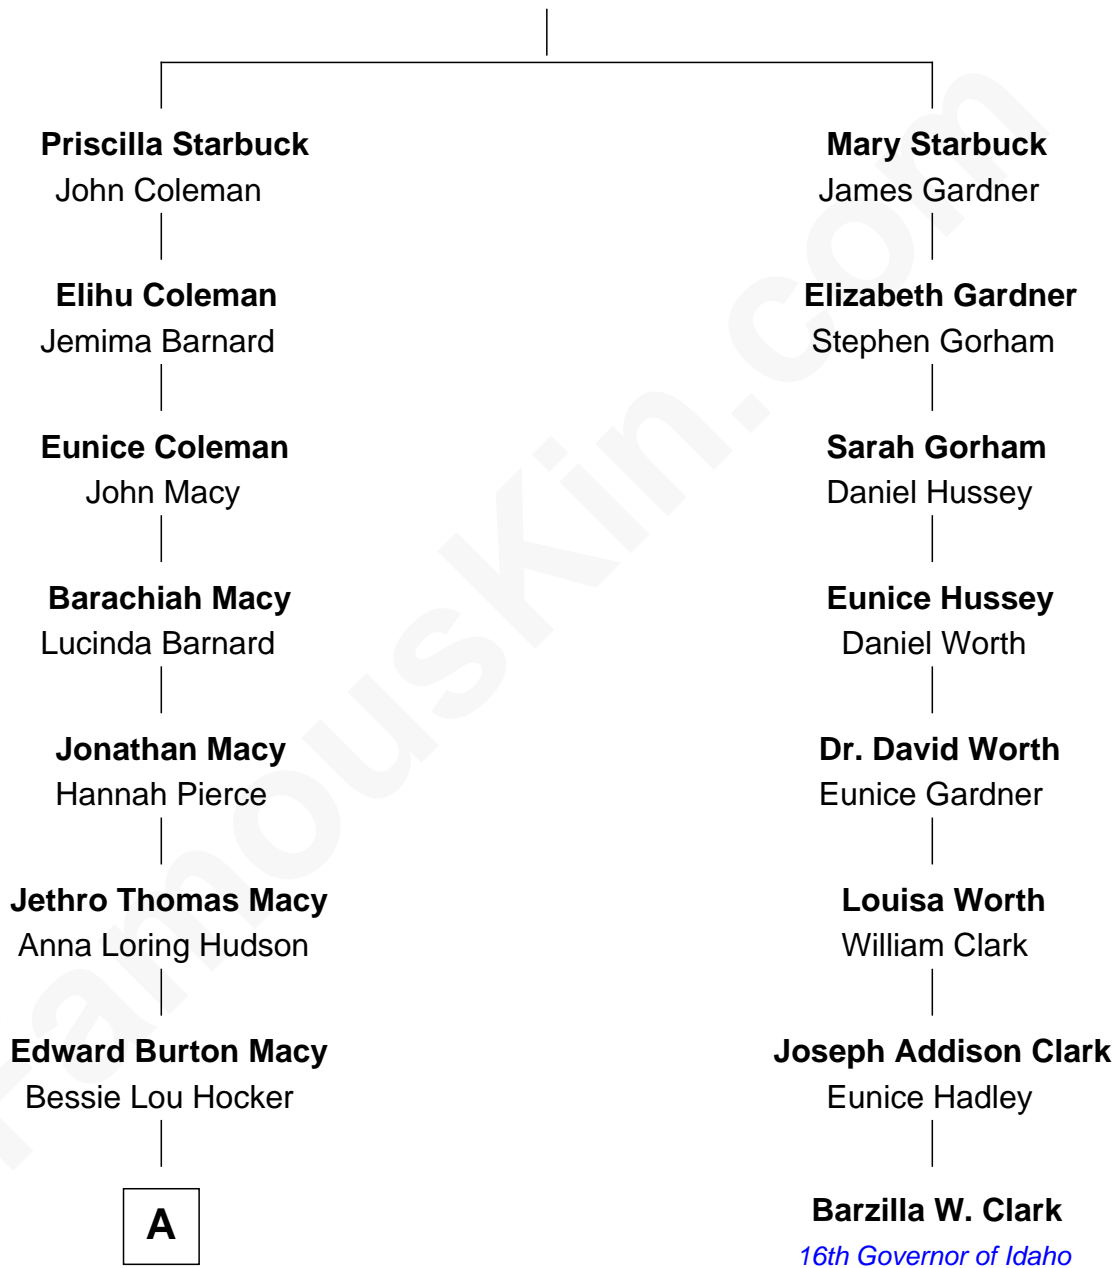 Priscilla Starbuck
John Coleman
Elihu Coleman
Jemima Barnard
Eunice Coleman
John Macy
Barachiah Macy
Lucinda Barnard
Jonathan Macy
Hannah Pierce
Jethro Thomas Macy
Anna Loring Hudson
Edward Burton Macy
Bessie Lou Hocker
A
Mary Starbuck
James Gardner
Elizabeth Gardner
Stephen Gorham
Sarah Gorham
Daniel Hussey
Eunice Hussey
Daniel Worth
Dr. David Worth
Eunice Gardner
Louisa Worth
William Clark
Joseph Addison Clark
Eunice Hadley
Barzilla W. Clark
16th Governor of Idaho
FamousKin.com